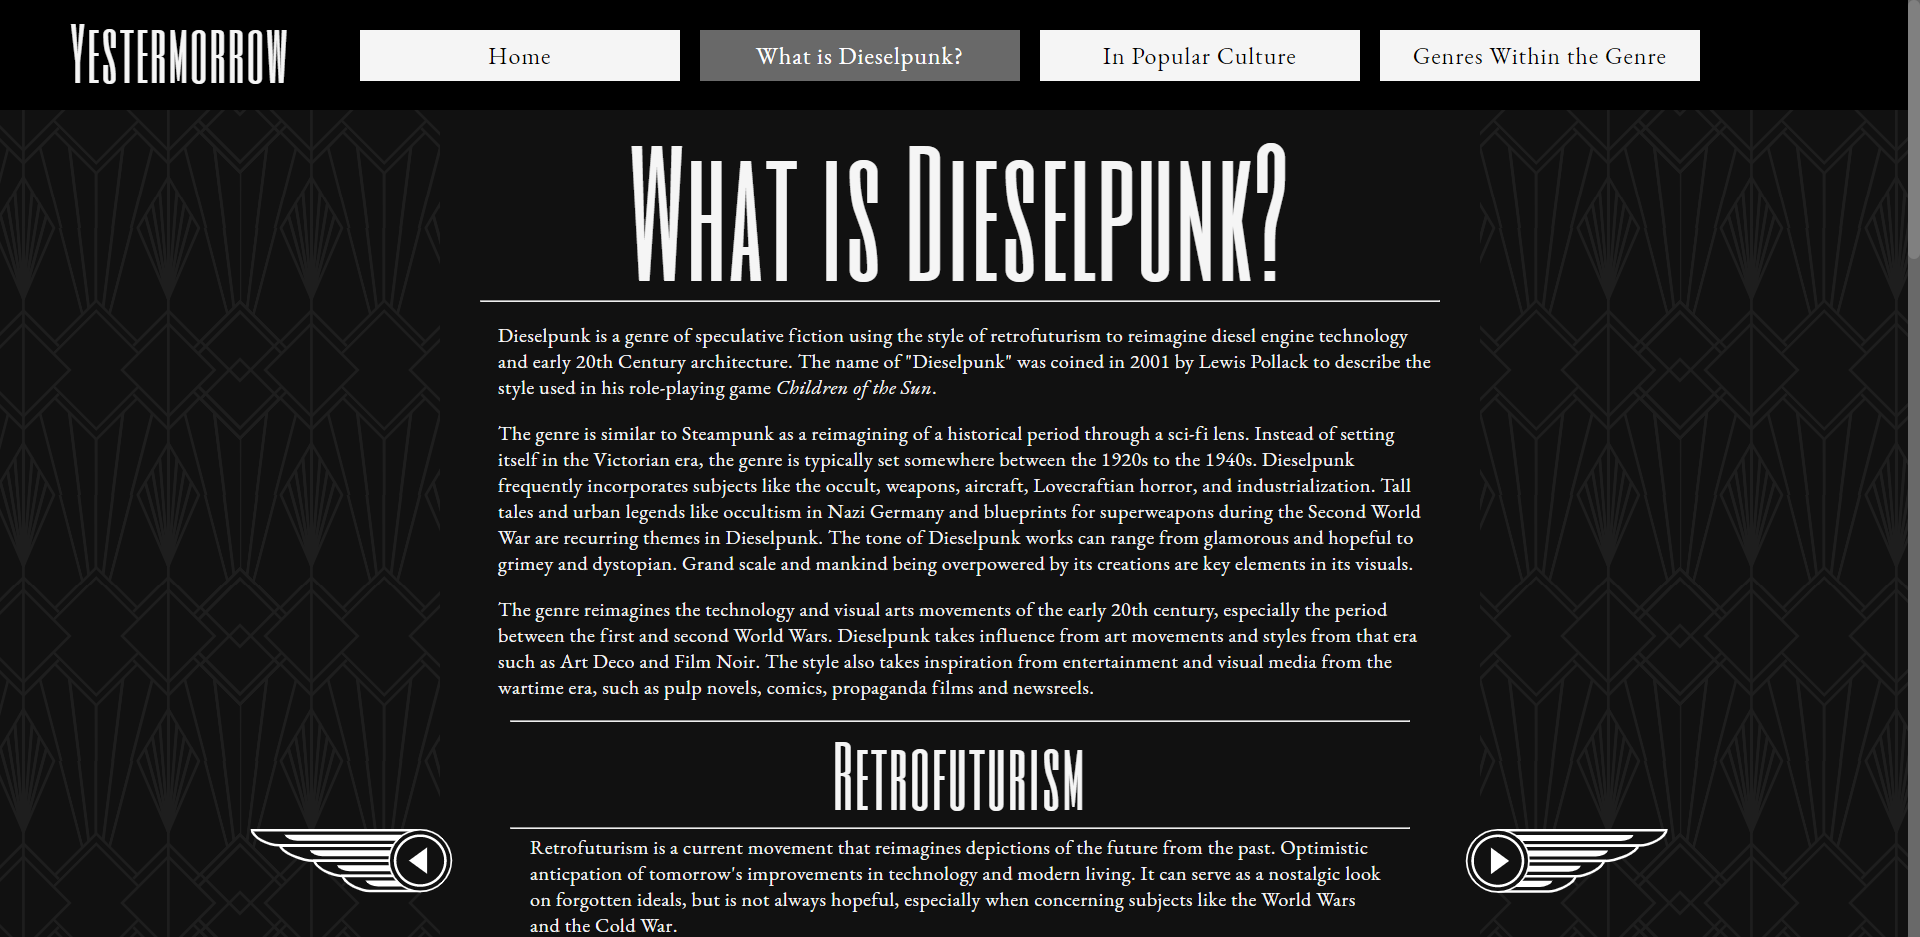 Yestermorrow
Home
What is Dieselpunk?
In Popular Culture
Genres Within the Genre
What is Dieselpunk?
Dieselpunk is a genre of speculative fiction using the style of retrofuturism to reimagine diesel engine technology
and early 20th Century architecture. The name of "Dieselpunk" was coined in 2001 by Lewis Pollack to describe the
style used in his role-playing game Children of the Sun.
The genre is similar to Steampunk as a reimagining of a historical period through a sci-fi lens. Instead of setting
itself in the Victorian era, the genre is typically set somewhere between the 1920s to the 1940s. Dieselpunk
frequently incorporates subjects like the occult, weapons, aircraft, Lovecraftian horror, and industrialization. Tall
tales and urban legends like occultism in Nazi Germany and blueprints for superweapons during the Second World
War are recurring themes in Dieselpunk. The tone of Dieselpunk works can range from glamorous and hopeful to
grimey and dystopian. Grand scale and mankind being overpowered by its creations are key elements in its visuals.
The genre reimagines the technology and visual arts movements of the early 20th century, especially the period
between the first and second World Wars. Dieselpunk takes influence from art movements and styles from that era
such as Art Deco and Film Noir. The style also takes inspiration from entertainment and visual media from the
wartime era, such as pulp novels, comics, propaganda films and newsreels.
Retrofuturism
Retrofuturism is a current movement that reimagines depictions of the future from the past. Optimistic
anticpation of tomorrow's improvements in technology and modern living. It can serve as a nostalgic look
on forgotten ideals, but is not always hopeful, especially when concerning subjects like the World Wars
and the Cold War.